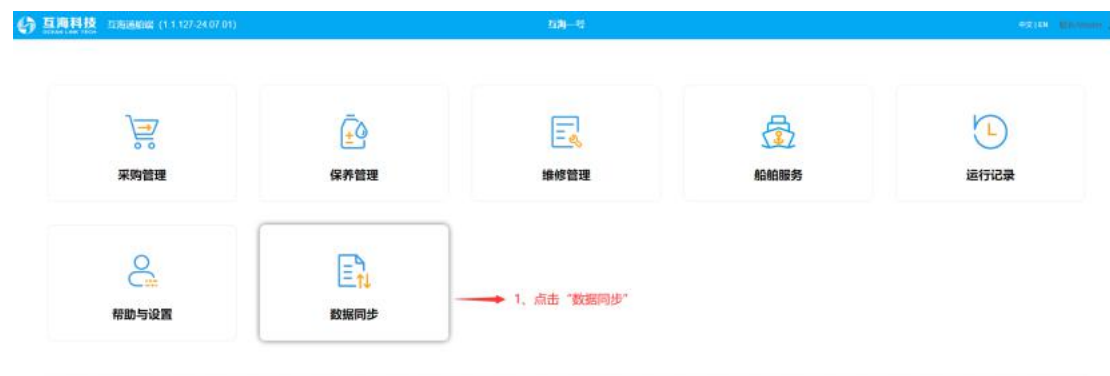 互海科技 互海通船端 (1.1.127-24.07.01) 互海一号 中文 | EN
OCEAN LINK TECH
采购管理 保养管理 维修管理 船舶服务 运行记录
帮助与设置 数据同步 1、点击“数据同步”